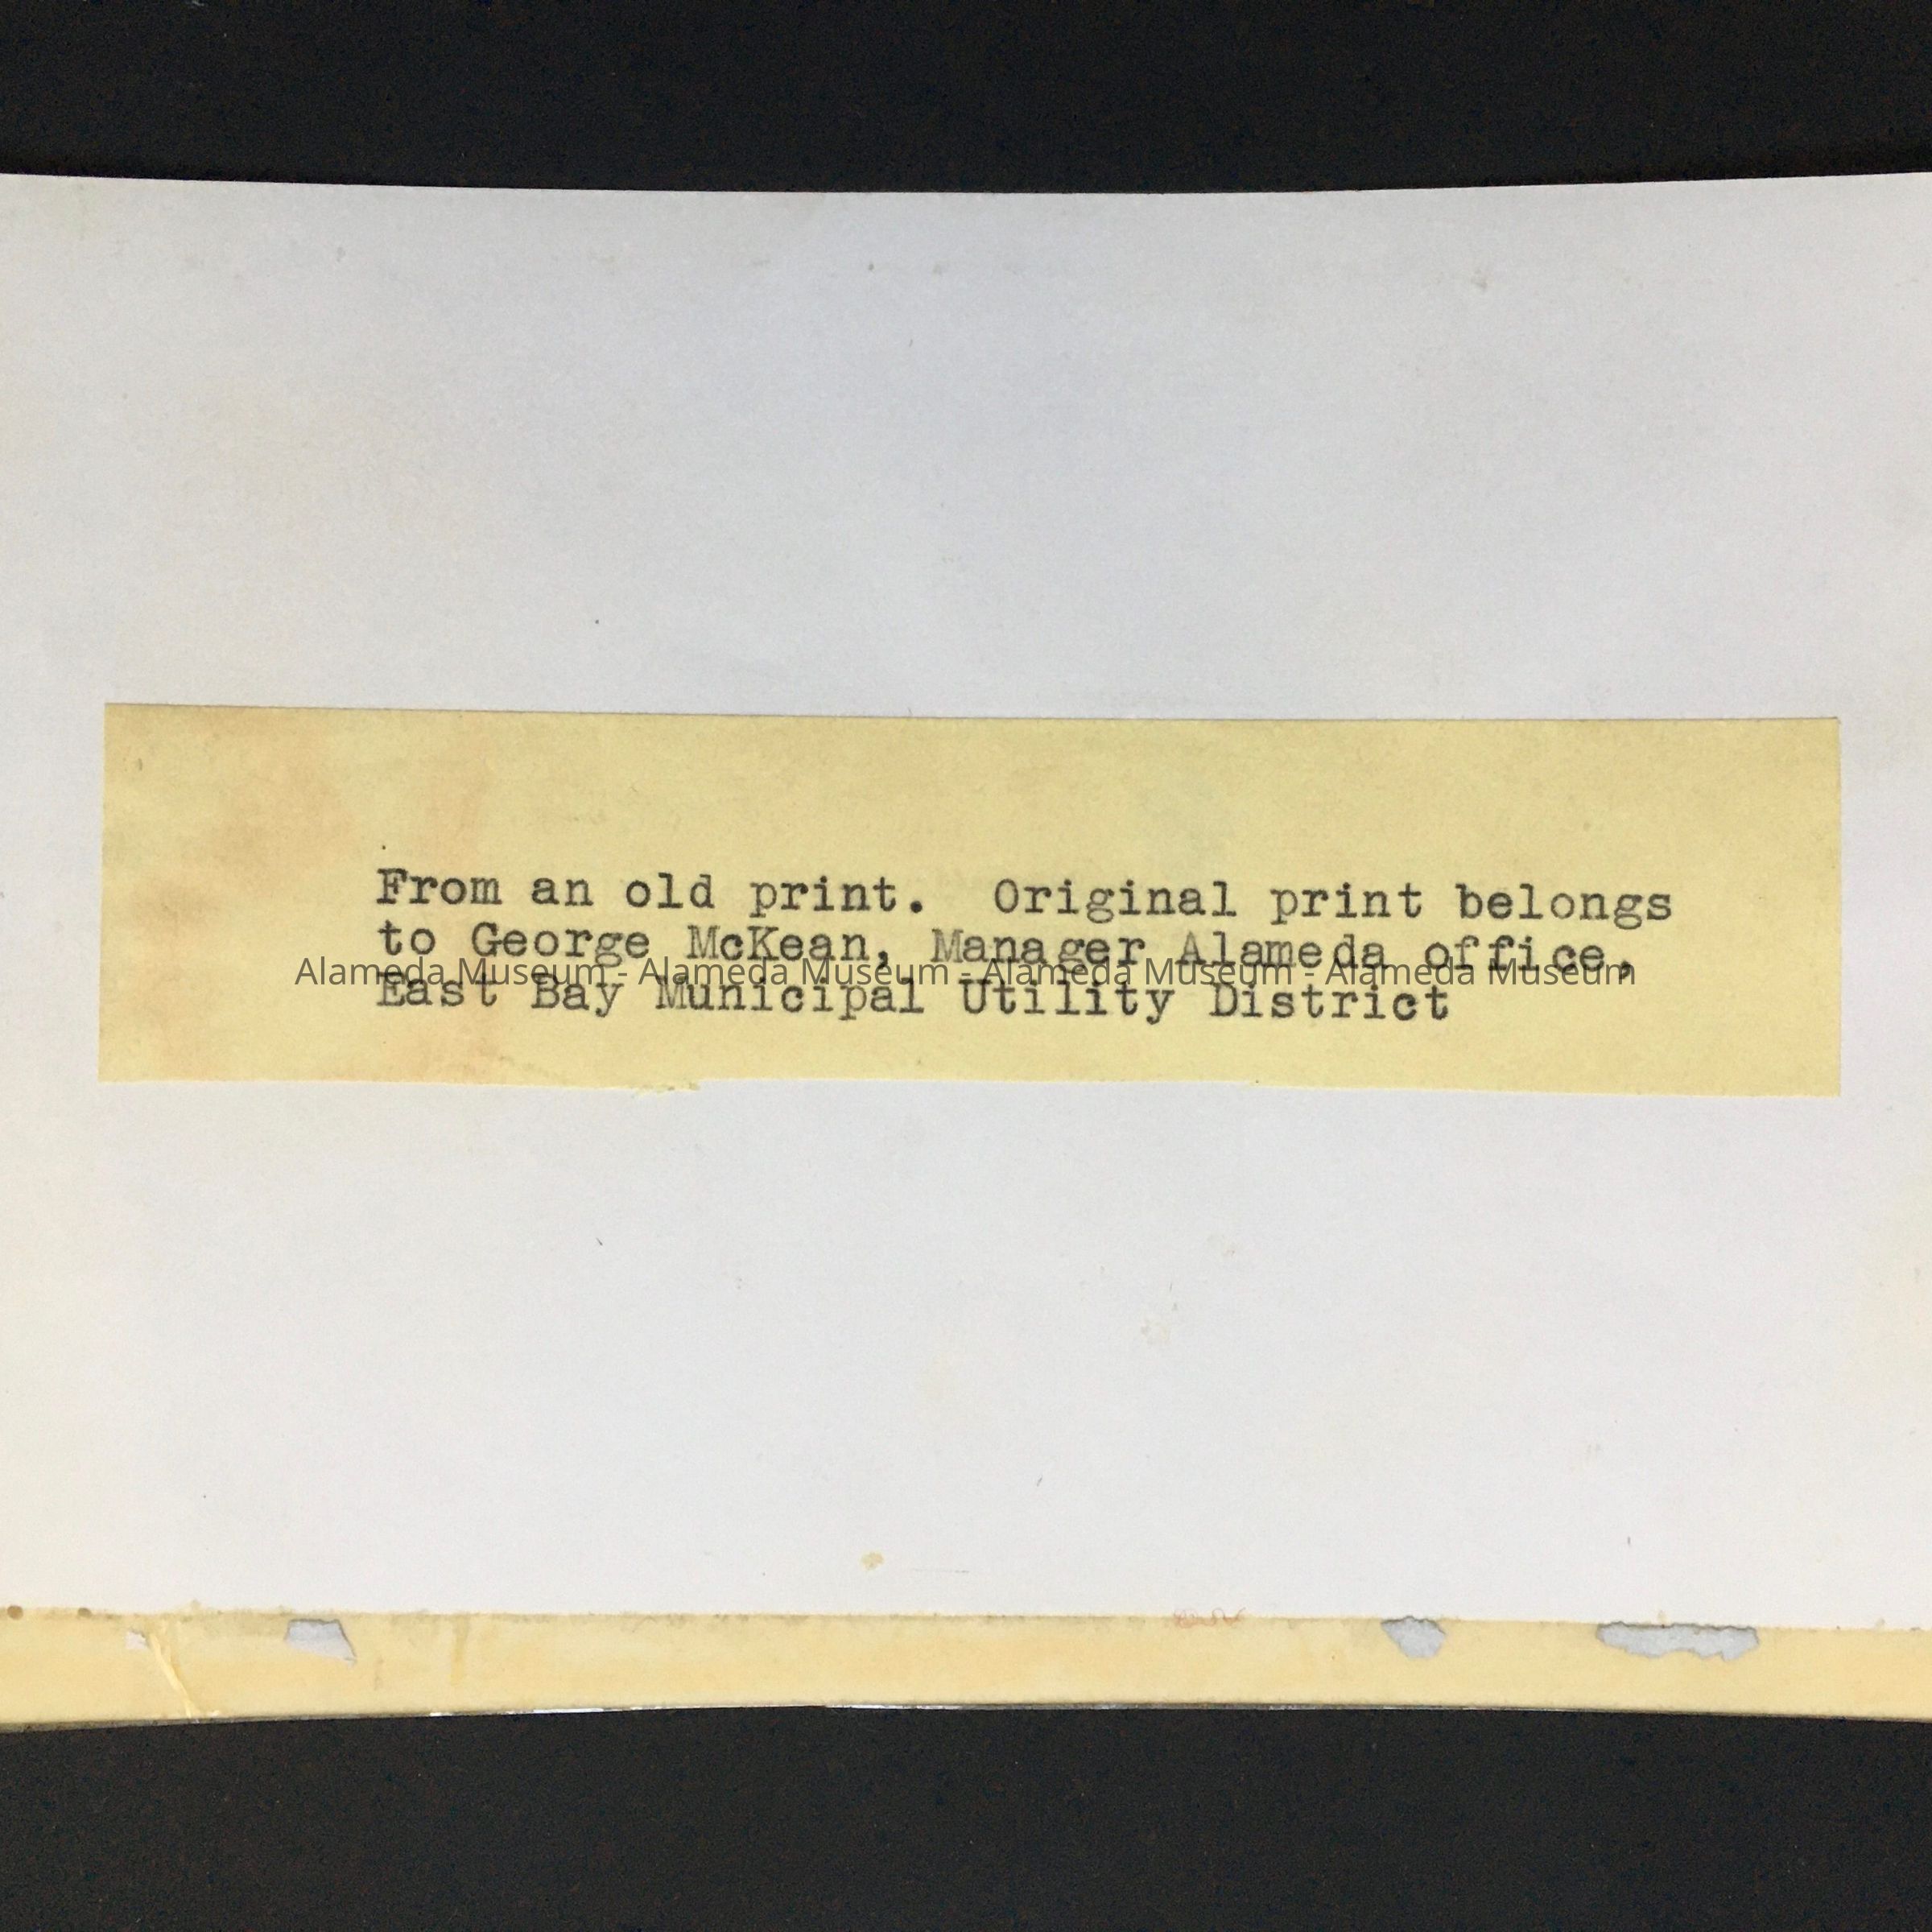 From an old print.  Original print belongs
to George McKean, Manager Alameda office,
Alameda Museum - Alameda Museum - Alameda Museum - Alameda Museum
East Bay Municipal Utility District